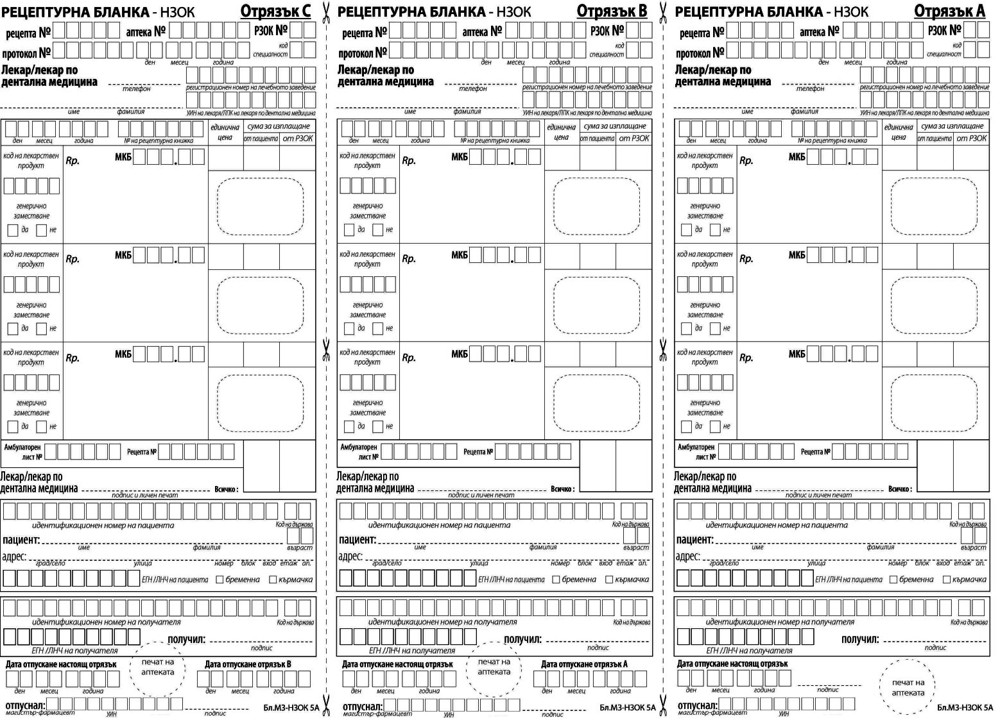 РЕЦЕПТУРНА БЛАНКА - НЗОК Отрязък C
рецепта № аптека № РЗОК №
протокол № код
специалност
ден месец година
Лекар/лекар по
дентална медицина
телефон регистрационен номер на лечебното заведение
име фамилия УИН на лекаря/ЛПК на лекаря по дентална медицина
единична сума за изплащане
цена от пациента от РЗОК
ден месец година № на рецептурна книжка
код на лекарствен Rp. МКБ .
продукт
генерично
заместване
да не
код на лекарствен Rp. МКБ .
продукт
генерично
заместване
да не
код на лекарствен Rp. МКБ .
продукт
генерично
заместване
да не
Амбулаторен Рецепта №
лист №
Лекар/лекар по
дентална медицина Всичко :
подпис и личен печат
идентификационен номер на пациента Код на държава
пациент:
име фамилия възраст
адрес:
град/село улица номер блок вход етаж ап.
ЕГН /ЛНЧ на пациента бременна кърмачка
идентификационен номер на получателя Код на държава
получил:
ЕГН /ЛНЧ на получателя подпис
Дата отпускане настоящ отрязък печат на Дата отпускане отрязък B
аптеката
ден месец година ден месец година
отпуснал: Бл.МЗ-НЗОК 5А
магистър-фармацевт УИН подпис
РЕЦЕПТУРНА БЛАНКА - НЗОК Отрязък B
рецепта № аптека № РЗОК №
протокол № код
специалност
ден месец година
Лекар/лекар по
дентална медицина
телефон регистрационен номер на лечебното заведение
име фамилия УИН на лекаря/ЛПК на лекаря по дентална медицина
единична сума за изплащане
цена от пациента от РЗОК
ден месец година № на рецептурна книжка
код на лекарствен Rp. МКБ .
продукт
генерично
заместване
да не
код на лекарствен Rp. МКБ .
продукт
генерично
заместване
да не
код на лекарствен Rp. МКБ .
продукт
генерично
заместване
да не
Амбулаторен Рецепта №
лист №
Лекар/лекар по
дентална медицина Всичко :
подпис и личен печат
идентификационен номер на пациента Код на държава
пациент:
име фамилия възраст
адрес:
град/село улица номер блок вход етаж ап.
ЕГН /ЛНЧ на пациента бременна кърмачка
идентификационен номер на получателя Код на държава
получил:
ЕГН /ЛНЧ на получателя подпис
Дата отпускане настоящ отрязък печат на Дата отпускане отрязък A
аптеката
ден месец година ден месец година
отпуснал: Бл.МЗ-НЗОК 5А
магистър-фармацевт УИН подпис
РЕЦЕПТУРНА БЛАНКА - НЗОК Отрязък A
рецепта № аптека № РЗОК №
протокол № код
специалност
ден месец година
Лекар/лекар по
дентална медицина
телефон регистрационен номер на лечебното заведение
име фамилия УИН на лекаря/ЛПК на лекаря по дентална медицина
единична сума за изплащане
цена от пациента от РЗОК
ден месец година № на рецептурна книжка
код на лекарствен Rp. МКБ .
продукт
генерично
заместване
да не
код на лекарствен Rp. МКБ .
продукт
генерично
заместване
да не
код на лекарствен Rp. МКБ .
продукт
генерично
заместване
да не
Амбулаторен Рецепта №
лист №
Лекар/лекар по
дентална медицина Всичко :
подпис и личен печат
идентификационен номер на пациента Код на държава
пациент:
име фамилия възраст
адрес:
град/село улица номер блок вход етаж ап.
ЕГН /ЛНЧ на пациента бременна кърмачка
идентификационен номер на получателя Код на държава
получил:
ЕГН /ЛНЧ на получателя подпис
Дата отпускане настоящ отрязък
печат на
аптеката
ден месец година подпис
отпуснал: Бл.МЗ-НЗОК 5А
магистър-фармацевт УИН